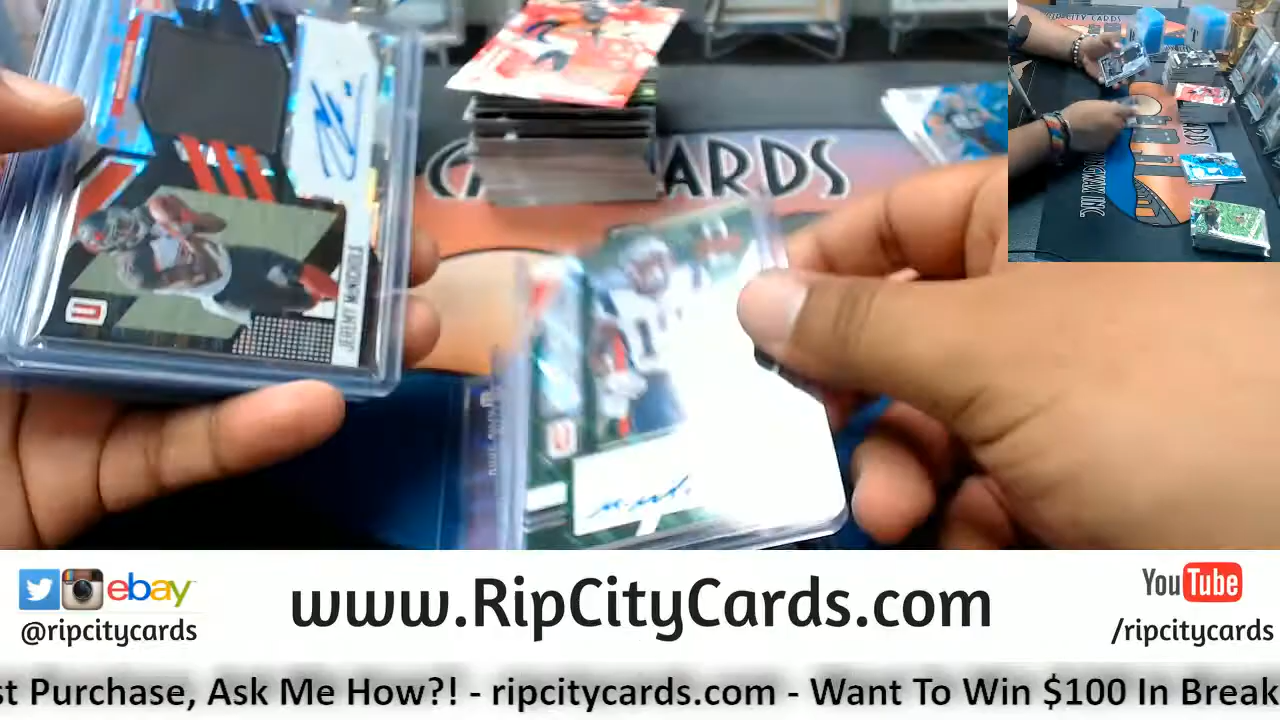 CARDS
JEREMY McNICHOLS
U
U
ebay
@ripcitycards
www.RipCityCards.com
YouTube
/ripcitycards
st Purchase, Ask Me How?! - ripcitycards.com - Want To Win $100 In Break